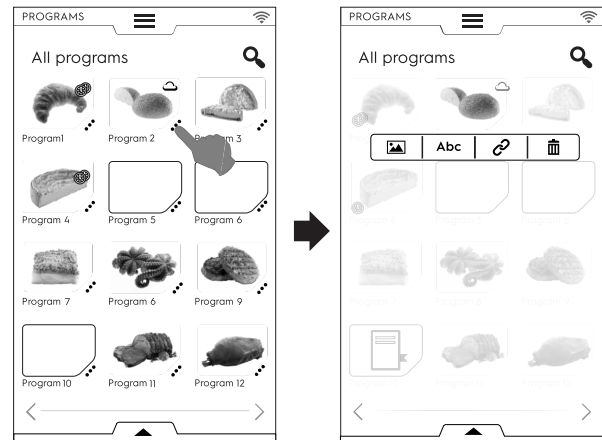 PROGRAMS
All programs
Program1
Program 2
Program 3
Program 4
Program 5
Program 6
Program 7
Program 6
Program 9
Program 10
Program 11
Program 12
PROGRAMS
All programs
Abc